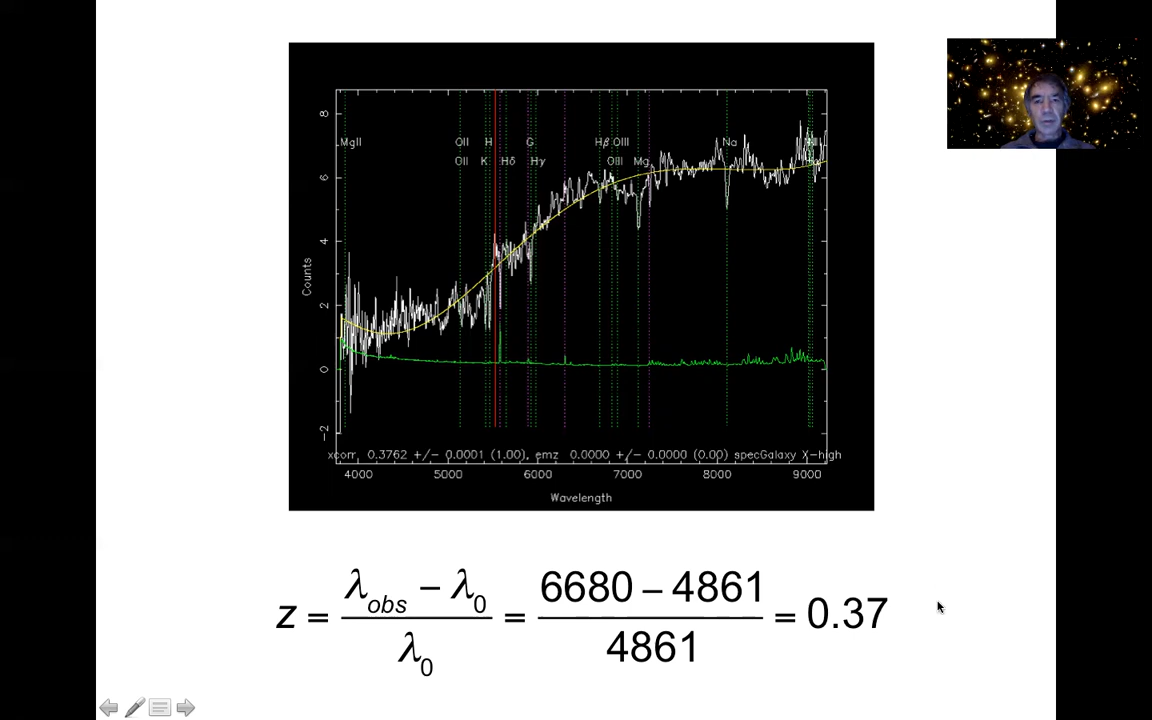 8
MgII OII H G Hβ OIII Na
OII K Hδ Hγ OIII Mg
6
4
Counts
2
0
-2
xcorr 0.3762 +/- 0.0001 (1.00), emz 0.0000 +/- 0.0000 (0.00) specGalaxy X-high
4000 5000 6000 7000 8000 9000
Wavelength
z = (λobs − λ0) / λ0 = (6680 − 4861) / 4861 = 0.37